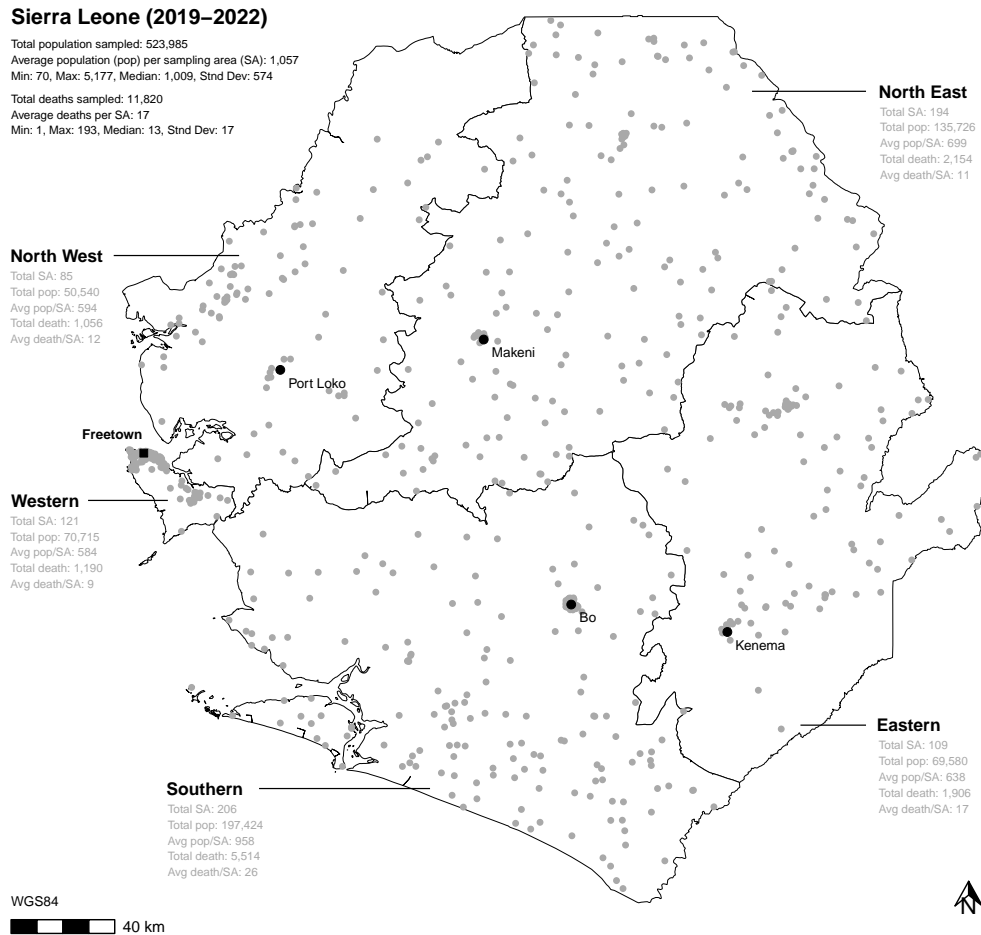 Sierra Leone (2019–2022)
Total population sampled: 523,985
Average population (pop) per sampling area (SA): 1,057
Min: 70, Max: 5,177, Median: 1,009, Stnd Dev: 574
Total deaths sampled: 11,820
Average deaths per SA: 17
Min: 1, Max: 193, Median: 13, Stnd Dev: 17
North East
Total SA: 194
Total pop: 135,726
Avg pop/SA: 699
Total death: 2,154
Avg death/SA: 11
North West
Total SA: 85
Total pop: 50,540
Avg pop/SA: 594
Total death: 1,056
Avg death/SA: 12
Makeni
Port Loko
Freetown
Western
Total SA: 121
Total pop: 70,715
Avg pop/SA: 584
Total death: 1,190
Avg death/SA: 9
Bo
Kenema
Eastern
Total SA: 109
Total pop: 69,580
Avg pop/SA: 638
Total death: 1,906
Avg death/SA: 17
Southern
Total SA: 206
Total pop: 197,424
Avg pop/SA: 958
Total death: 5,514
Avg death/SA: 26
WGS84
40 km
N